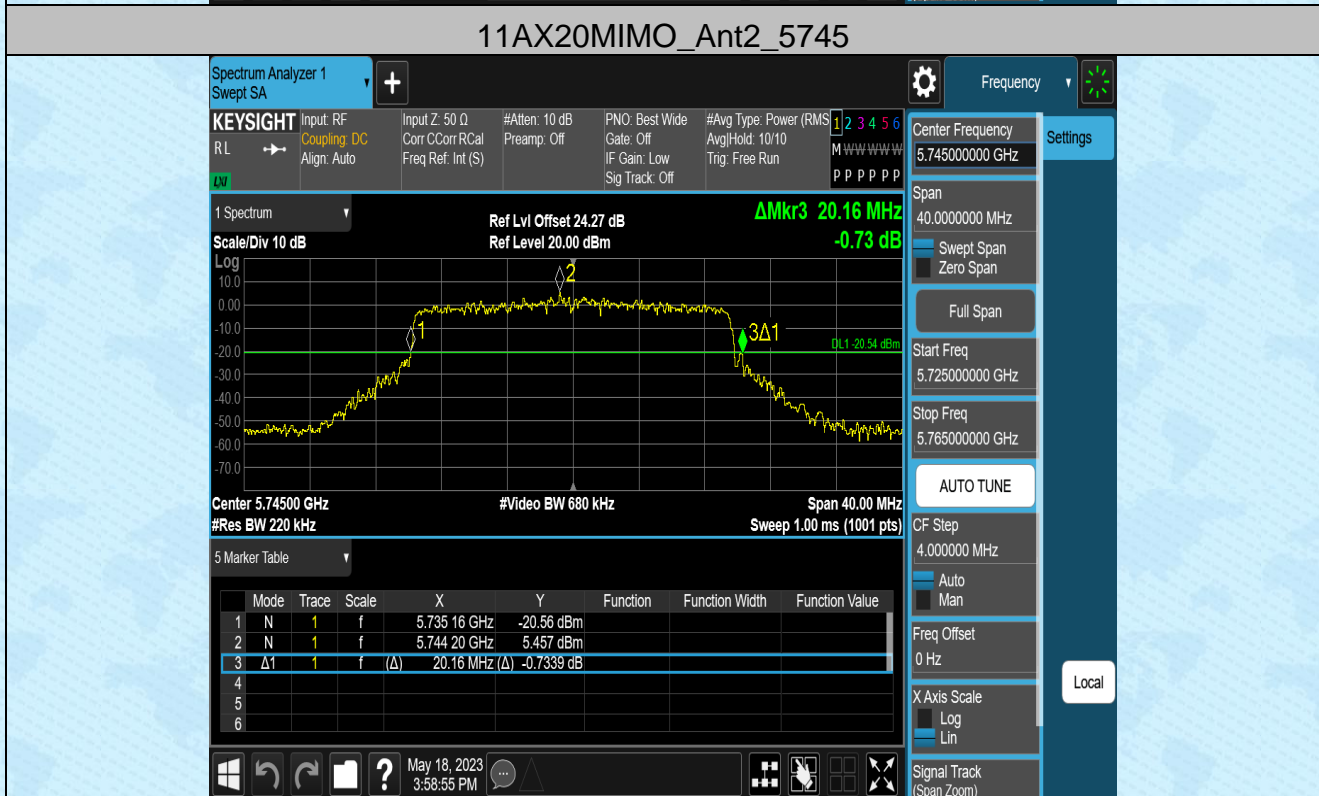 11AX20MIMO_Ant2_5745
Spectrum Analyzer 1
Swept SA
Frequency
KEYSIGHT
RL
LXI
Input: RF
Coupling: DC
Align: Auto
Input Z: 50 Ω
Corr CCorr RCal
Freq Ref: Int (S)
#Atten: 10 dB
Preamp: Off
PNO: Best Wide
Gate: Off
IF Gain: Low
Sig Track: Off
#Avg Type: Power (RMS
Avg|Hold: 10/10
Trig: Free Run
1 2 3 4 5 6
M W W W W W
P P P P P P
1 Spectrum
Scale/Div 10 dB
Ref Lvl Offset 24.27 dB
Ref Level 20.00 dBm
ΔMkr3 20.16 MHz
-0.73 dB
Log
10.0
0.00
-10.0
-20.0
-30.0
-40.0
-50.0
-60.0
-70.0
2
1
3Δ1
DL1 -20.54 dBm
Center 5.74500 GHz
#Video BW 680 kHz
Span 40.00 MHz
#Res BW 220 kHz
Sweep 1.00 ms (1001 pts)
5 Marker Table
Mode Trace Scale X Y Function Function Width Function Value
1 N 1 f 5.735 16 GHz -20.56 dBm
2 N 1 f 5.744 20 GHz 5.457 dBm
3 Δ1 1 f (Δ) 20.16 MHz (Δ) -0.7339 dB
4
5
6
?
May 18, 2023
3:58:55 PM
Center Frequency
5.745000000 GHz
Settings
Span
40.0000000 MHz
Swept Span
Zero Span
Full Span
Start Freq
5.725000000 GHz
Stop Freq
5.765000000 GHz
AUTO TUNE
CF Step
4.000000 MHz
Auto
Man
Freq Offset
0 Hz
Local
X Axis Scale
Log
Lin
Signal Track
(Span Zoom)